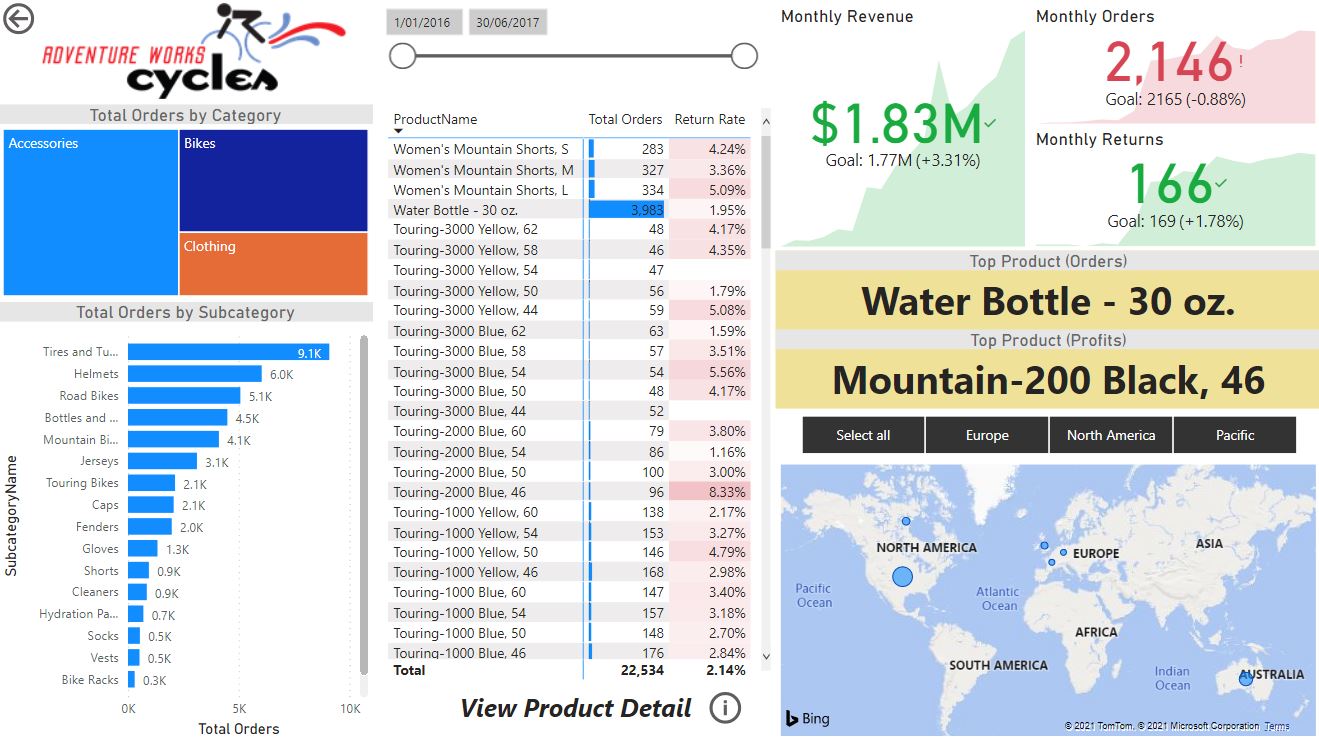 ADVENTURE WORKS
cycles
Total Orders by Category
Accessories
Bikes
Clothing
Total Orders by Subcategory
SubcategoryName
Tires and Tu... 9.1K
Helmets 6.0K
Road Bikes 5.1K
Bottles and ... 4.5K
Mountain Bi... 4.1K
Jerseys 3.1K
Touring Bikes 2.1K
Caps 2.1K
Fenders 2.0K
Gloves 1.3K
Shorts 0.9K
Cleaners 0.9K
Hydration Pa... 0.7K
Socks 0.5K
Vests 0.5K
Bike Racks 0.3K
0K 5K 10K
Total Orders
1/01/2016 30/06/2017
ProductName Total Orders Return Rate
Women's Mountain Shorts, S 283 4.24%
Women's Mountain Shorts, M 327 3.36%
Women's Mountain Shorts, L 334 5.09%
Water Bottle - 30 oz. 3,983 1.95%
Touring-3000 Yellow, 62 48 4.17%
Touring-3000 Yellow, 58 46 4.35%
Touring-3000 Yellow, 54 47
Touring-3000 Yellow, 50 56 1.79%
Touring-3000 Yellow, 44 59 5.08%
Touring-3000 Blue, 62 63 1.59%
Touring-3000 Blue, 58 57 3.51%
Touring-3000 Blue, 54 54 5.56%
Touring-3000 Blue, 50 48 4.17%
Touring-3000 Blue, 44 52
Touring-2000 Blue, 60 79 3.80%
Touring-2000 Blue, 54 86 1.16%
Touring-2000 Blue, 50 100 3.00%
Touring-2000 Blue, 46 96 8.33%
Touring-1000 Yellow, 60 138 2.17%
Touring-1000 Yellow, 54 153 3.27%
Touring-1000 Yellow, 50 146 4.79%
Touring-1000 Yellow, 46 168 2.98%
Touring-1000 Blue, 60 147 3.40%
Touring-1000 Blue, 54 157 3.18%
Touring-1000 Blue, 50 148 2.70%
Touring-1000 Blue, 46 176 2.84%
Total 22,534 2.14%
View Product Detail
Monthly Revenue
$1.83M
Goal: 1.77M (+3.31%)
Monthly Orders
2,146!
Goal: 2165 (-0.88%)
Monthly Returns
166
Goal: 169 (+1.78%)
Top Product (Orders)
Water Bottle - 30 oz.
Top Product (Profits)
Mountain-200 Black, 46
Select all Europe North America Pacific
NORTH AMERICA
EUROPE
ASIA
Pacific
Ocean
Atlantic
Ocean
AFRICA
SOUTH AMERICA
Indian
Ocean
AUSTRALIA
Bing
© 2021 TomTom, © 2021 Microsoft Corporation Terms